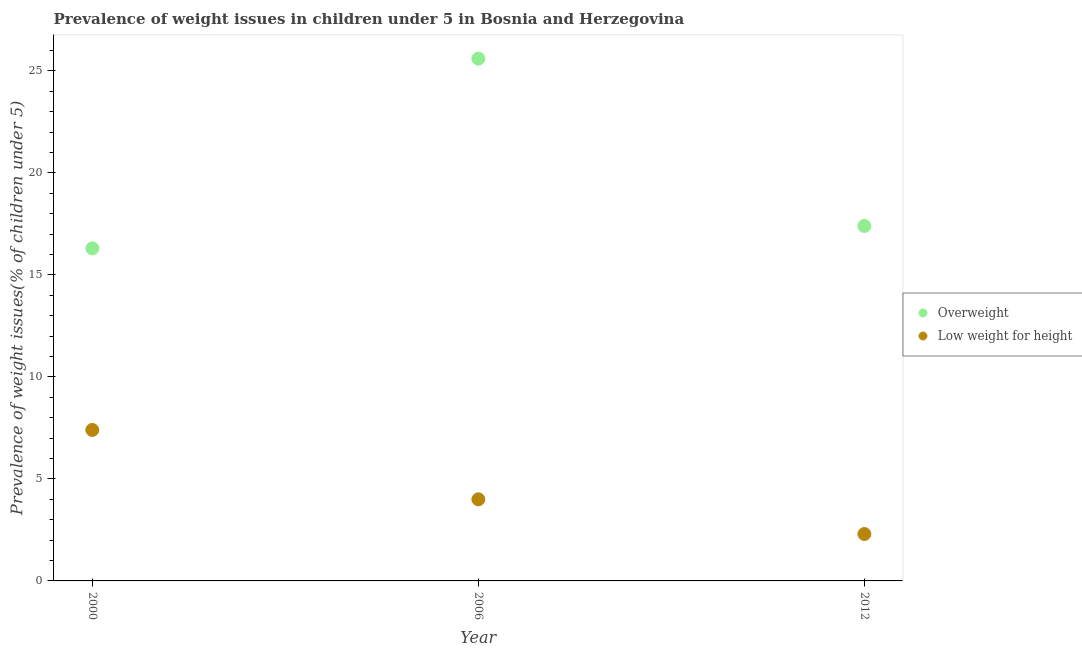 Prevalence of weight issues in children under 5 in Bosnia and Herzegovina
Prevalence of weight issues(% of children under 5)
25
20
15
10
5
0
2000
2006
2012
Year
Overweight
Low weight for height